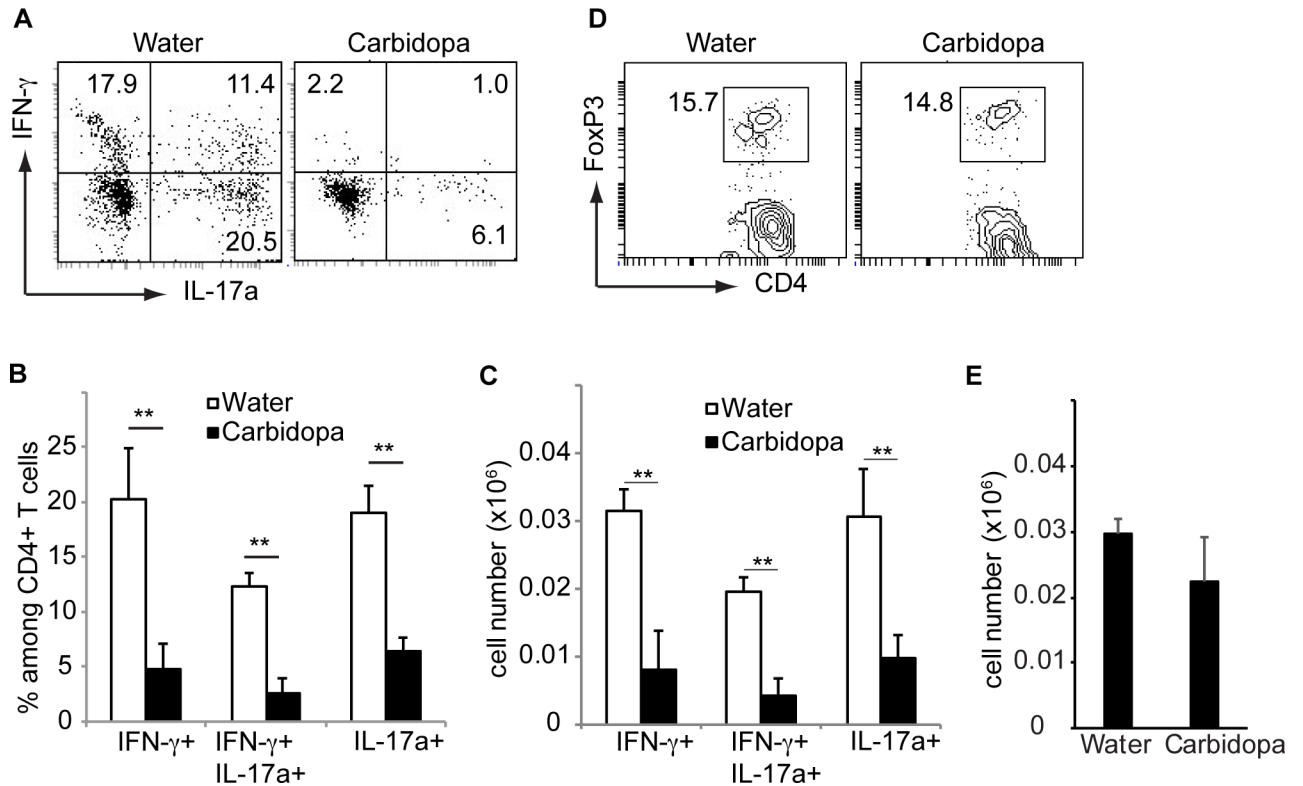 A
Water
Carbidopa
IFN-γ
17.9
11.4
20.5
2.2
1.0
6.1
IL-17a
D
Water
Carbidopa
FoxP3
15.7
14.8
CD4
B
% among CD4+ T cells
25
20
15
10
5
0
Water
Carbidopa
**
**
**
IFN-γ+
IFN-γ+
IL-17a+
IL-17a+
C
cell number (x10⁶)
0.04
0.03
0.02
0.01
0
Water
Carbidopa
**
**
**
IFN-γ+
IFN-γ+
IL-17a+
IL-17a+
E
cell number (x10⁶)
0.04
0.03
0.02
0.01
0
Water
Carbidopa